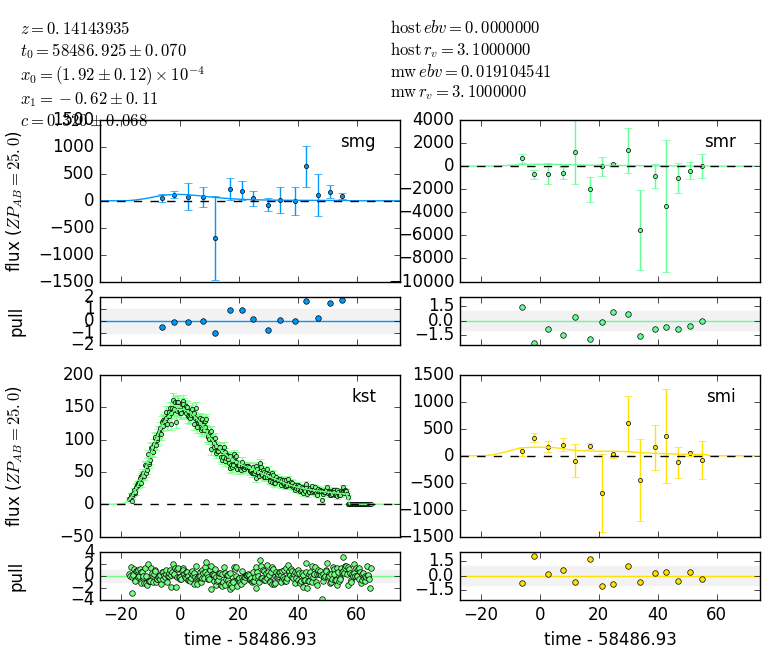 z = 0.14143935
t0 = 58486.925 ± 0.070
x0 = (1.92 ± 0.12) × 10^-4
x1 = −0.62 ± 0.11
host ebv = 0.0000000
host rv = 3.1000000
mw ebv = 0.019104541
mw rv = 3.1000000
smg
1500
1000
500
0
−500
−1000
−1500
flux (ZP_AB = 25.0)
smr
4000
2000
0
−2000
−4000
−6000
−8000
−10000
2
1
0
−1
−2
pull
1.5
0.0
−1.5
kst
200
150
100
50
0
−50
flux (ZP_AB = 25.0)
smi
1500
1000
500
0
−500
−1000
−1500
4
2
0
−2
−4
pull
−20 0 20 40 60
time - 58486.93
1.5
0.0
−1.5
−20 0 20 40 60
time - 58486.93